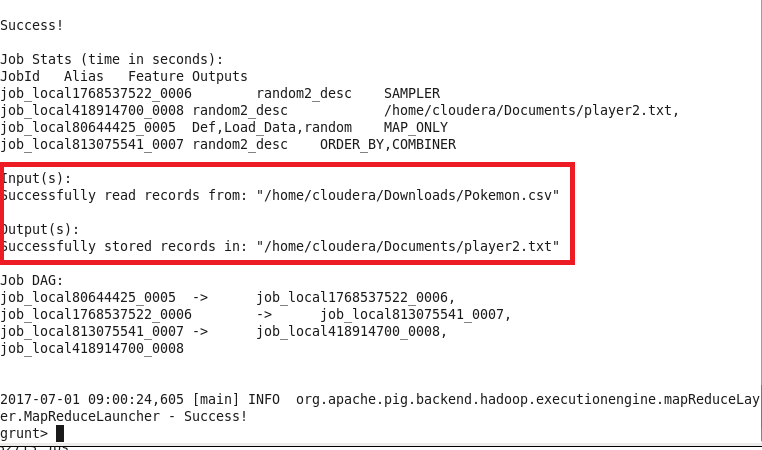 Success!
Job Stats (time in seconds):
JobId Alias Feature Outputs
job_local1768537522_0006 random2_desc SAMPLER
job_local418914700_0008 random2_desc /home/cloudera/Documents/player2.txt,
job_local80644425_0005 Def,Load_Data,random MAP_ONLY
job_local813075541_0007 random2_desc ORDER_BY,COMBINER
Input(s):
Successfully read records from: "/home/cloudera/Downloads/Pokemon.csv"
Output(s):
Successfully stored records in: "/home/cloudera/Documents/player2.txt"
Job DAG:
job_local80644425_0005 -> job_local1768537522_0006,
job_local1768537522_0006 -> job_local813075541_0007,
job_local813075541_0007 -> job_local418914700_0008,
job_local418914700_0008
2017-07-01 09:00:24,605 [main] INFO org.apache.pig.backend.hadoop.executionengine.mapReduceLay
er.MapReduceLauncher - Success!
grunt>